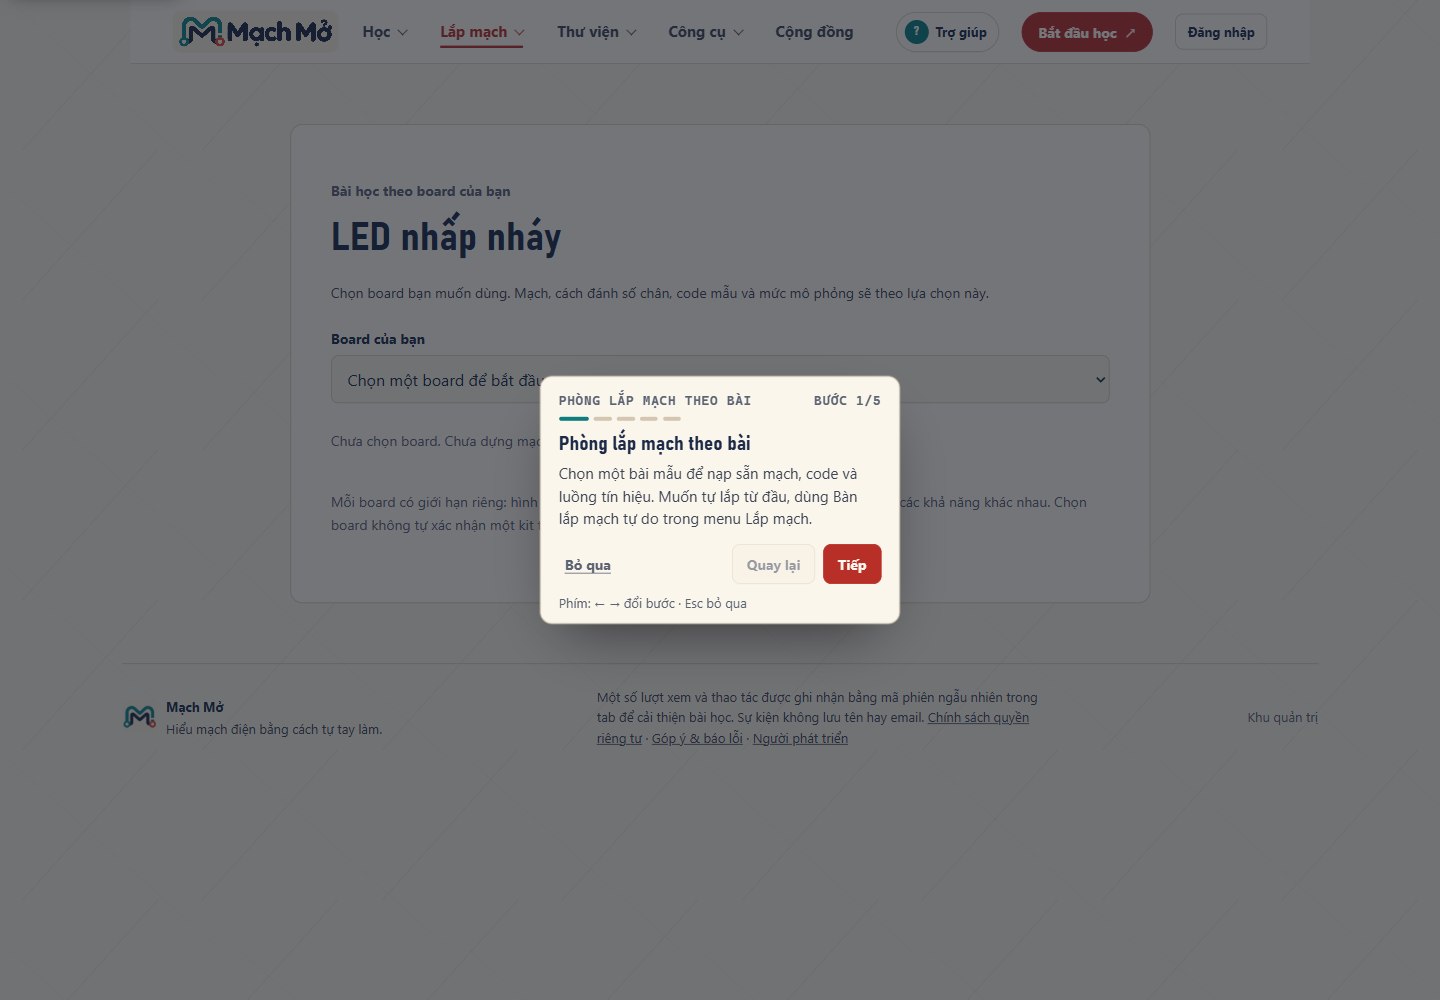 Mạch Mở
Học
Lắp mạch
Thư viện
Công cụ
Cộng đồng
? Trợ giúp
Bắt đầu học ↗
Đăng nhập
Bài học theo board của bạn
LED nhấp nháy
Chọn board bạn muốn dùng. Mạch, cách đánh số chân, code mẫu và mức mô phỏng sẽ theo lựa chọn này.
Board của bạn
Chọn một board để bắt đầu
Chưa chọn board. Chưa dựng
Mỗi board có giới hạn riêng: hình
các khả năng khác nhau. Chọn
board không tự xác nhận một kit
PHÒNG LẮP MẠCH THEO BÀI
BƯỚC 1/5
Phòng lắp mạch theo bài
Chọn một bài mẫu để nạp sẵn mạch, code và
luồng tín hiệu. Muốn tự lắp từ đầu, dùng Bàn
lắp mạch tự do trong menu Lắp mạch.
Bỏ qua
Quay lại
Tiếp
Phím: ← → đổi bước · Esc bỏ qua
Mạch Mở
Hiểu mạch điện bằng cách tự tay làm.
Một số lượt xem và thao tác được ghi nhận bằng mã phiên ngẫu nhiên trong
tab để cải thiện bài học. Sự kiện không lưu tên hay email. Chính sách quyền
riêng tư · Góp ý & báo lỗi · Người phát triển
Khu quản trị